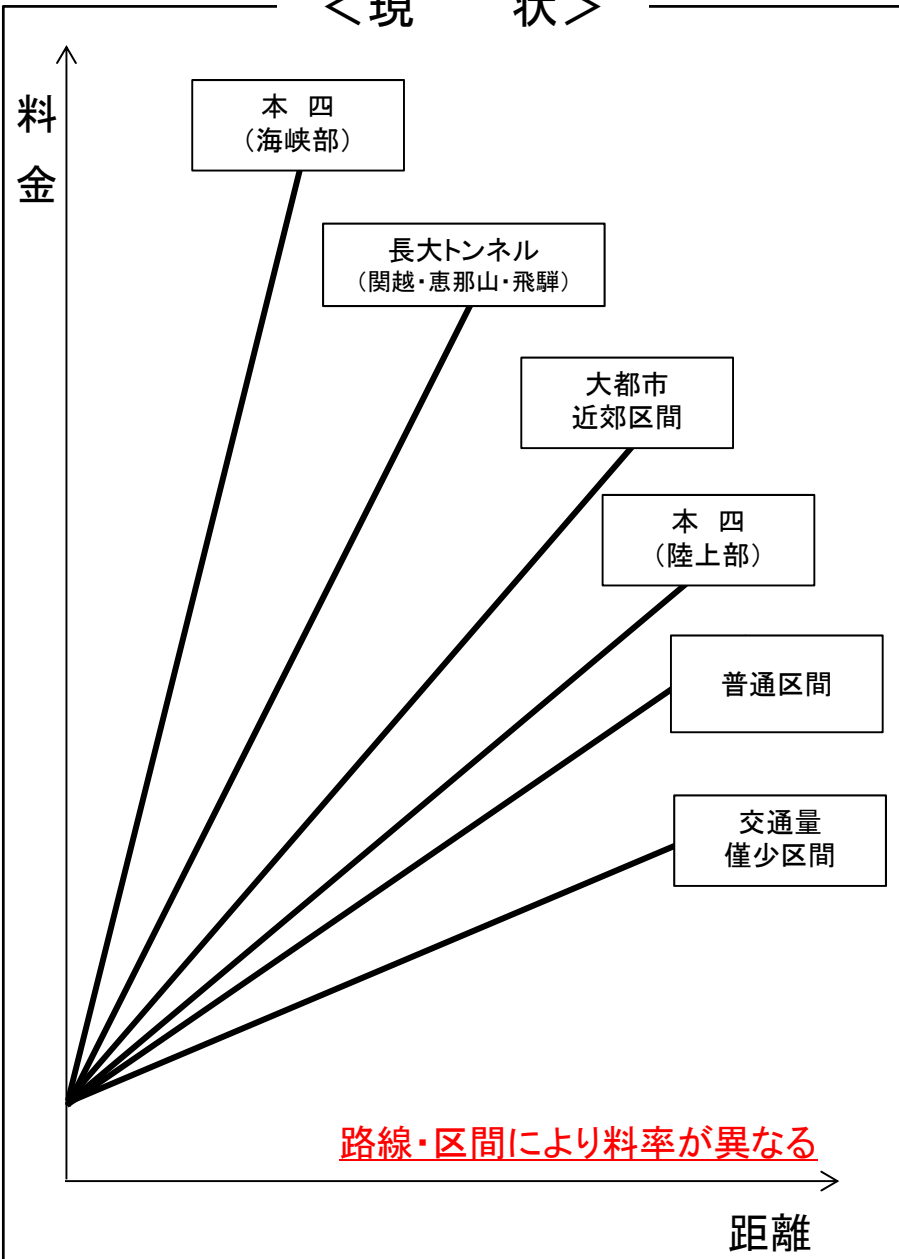 ＜現　　状＞
料
金
本 四
（海峡部）
長大トンネル
（関越・恵那山・飛騨）
大都市
近郊区間
本 四
（陸上部）
普通区間
交通量
僅少区間
路線・区間により料率が異なる
距離